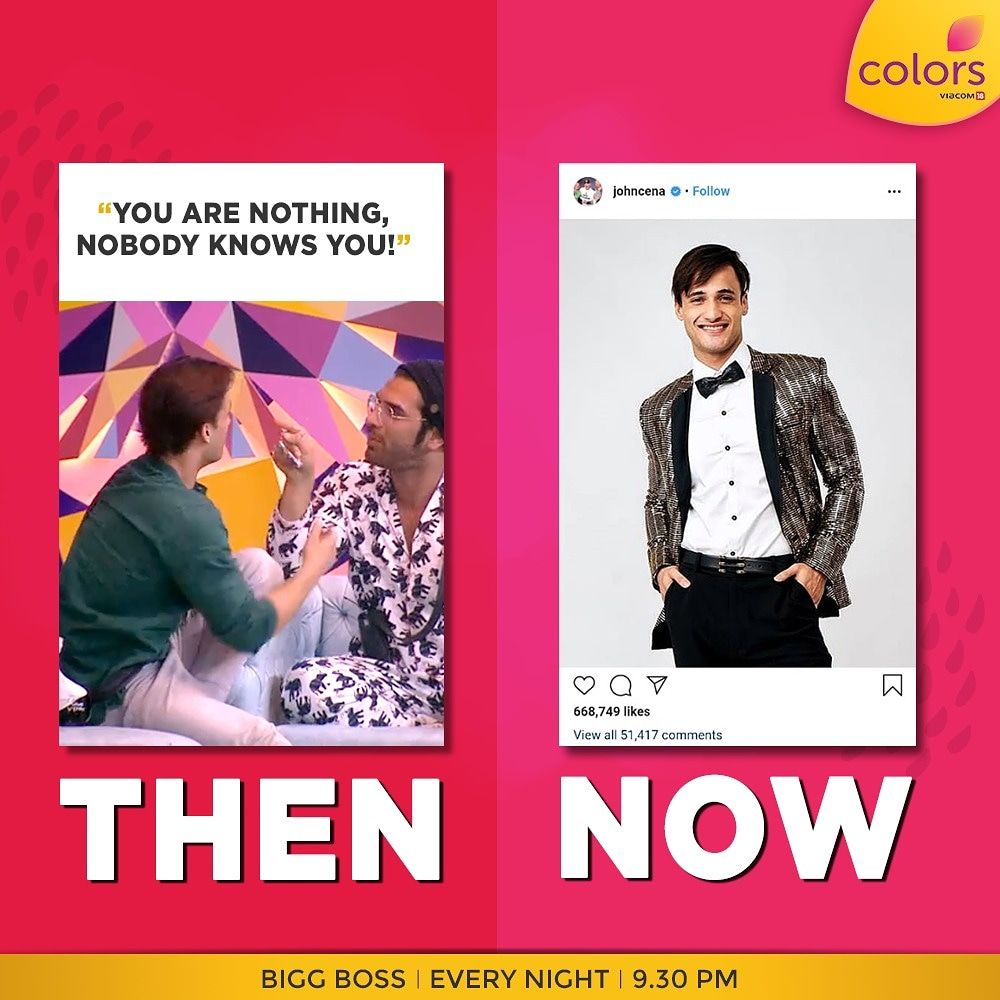 colors
VIACOM18
“YOU ARE NOTHING,
NOBODY KNOWS YOU!”
johncena • Follow
668,749 likes
View all 51,417 comments
THEN
NOW
BIGG BOSS | EVERY NIGHT | 9.30 PM